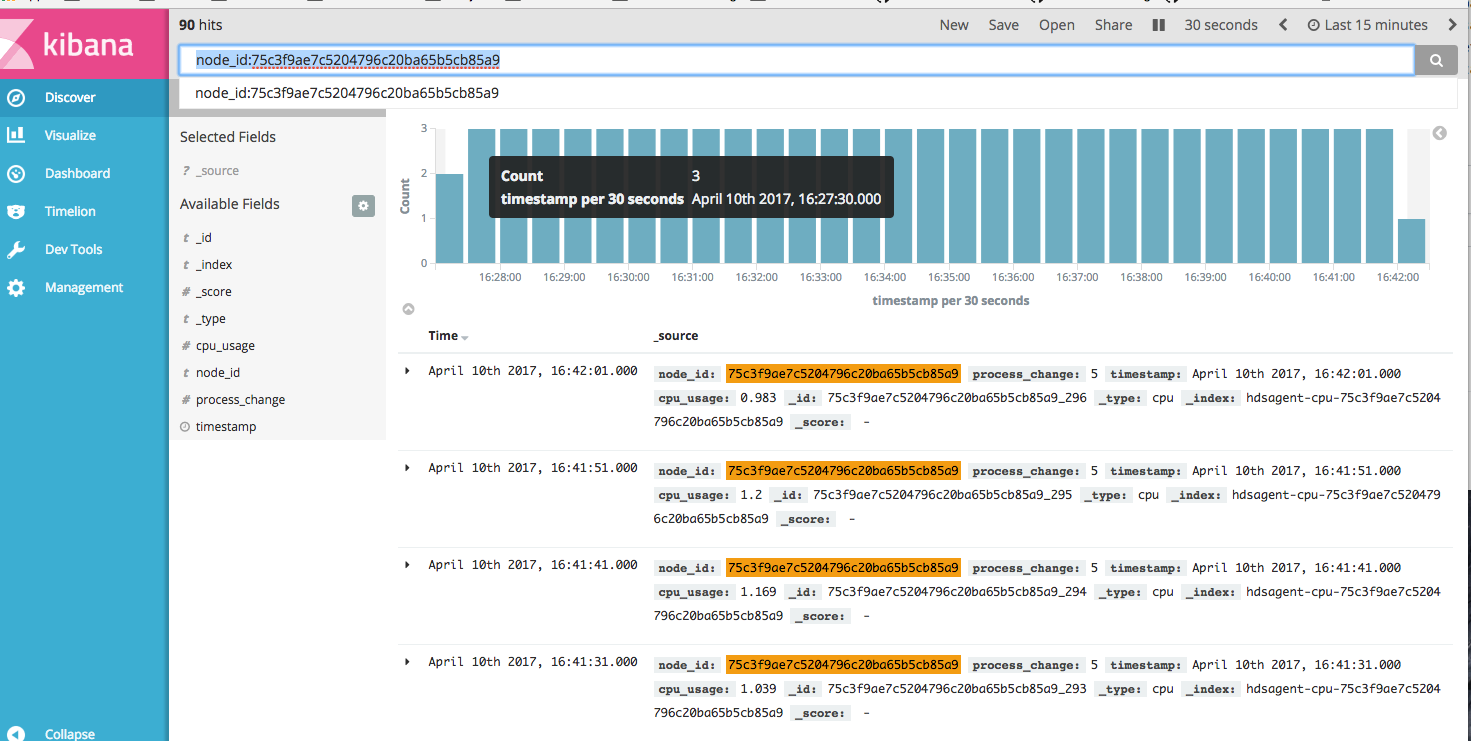 90 hits
New Save Open Share 30 seconds Last 15 minutes
kibana
node_id:75c3f9ae7c5204796c20ba65b5cb85a9
node_id:75c3f9ae7c5204796c20ba65b5cb85a9
Discover
Visualize
Dashboard
Timelion
Dev Tools
Management
Collapse
Selected Fields
? _source
Available Fields
t _id
t _index
# _score
t _type
# cpu_usage
t node_id
# process_change
timestamp
Count
3
2
1
0
Count 3
timestamp per 30 seconds April 10th 2017, 16:27:30.000
16:28:00 16:29:00 16:30:00 16:31:00 16:32:00 16:33:00 16:34:00 16:35:00 16:36:00 16:37:00 16:38:00 16:39:00 16:40:00 16:41:00 16:42:00
timestamp per 30 seconds
Time _source
April 10th 2017, 16:42:01.000 node_id: 75c3f9ae7c5204796c20ba65b5cb85a9 process_change: 5 timestamp: April 10th 2017, 16:42:01.000
cpu_usage: 0.983 _id: 75c3f9ae7c5204796c20ba65b5cb85a9_296 _type: cpu _index: hdsagent-cpu-75c3f9ae7c5204
796c20ba65b5cb85a9 _score: -
April 10th 2017, 16:41:51.000 node_id: 75c3f9ae7c5204796c20ba65b5cb85a9 process_change: 5 timestamp: April 10th 2017, 16:41:51.000
cpu_usage: 1.2 _id: 75c3f9ae7c5204796c20ba65b5cb85a9_295 _type: cpu _index: hdsagent-cpu-75c3f9ae7c520479
6c20ba65b5cb85a9 _score: -
April 10th 2017, 16:41:41.000 node_id: 75c3f9ae7c5204796c20ba65b5cb85a9 process_change: 5 timestamp: April 10th 2017, 16:41:41.000
cpu_usage: 1.169 _id: 75c3f9ae7c5204796c20ba65b5cb85a9_294 _type: cpu _index: hdsagent-cpu-75c3f9ae7c5204
796c20ba65b5cb85a9 _score: -
April 10th 2017, 16:41:31.000 node_id: 75c3f9ae7c5204796c20ba65b5cb85a9 process_change: 5 timestamp: April 10th 2017, 16:41:31.000
cpu_usage: 1.039 _id: 75c3f9ae7c5204796c20ba65b5cb85a9_293 _type: cpu _index: hdsagent-cpu-75c3f9ae7c5204
796c20ba65b5cb85a9 _score: -